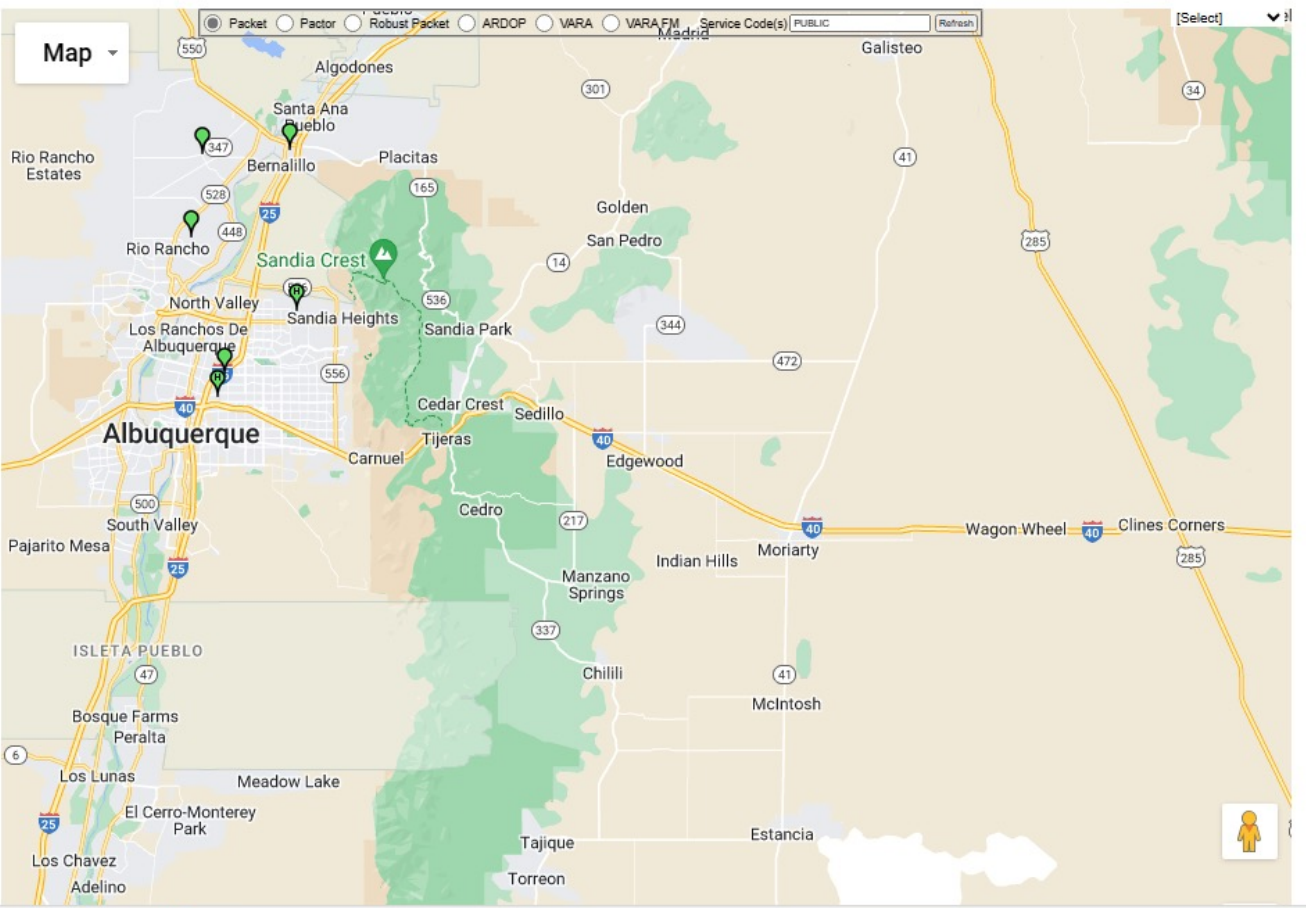 Pueblo
Packet Pactor Robust Packet ARDOP VARA VARA FM Service Code(s) PUBLIC Refresh
[Select]
Map
550
Madrid
Galisteo
Algodones
301
34
Santa Ana
Pueblo
347
Bernalillo
Placitas
41
Rio Rancho
Estates
165
528
25
448
Golden
San Pedro
285
Rio Rancho
Sandia Crest
14
H
536
North Valley
Sandia Heights
Sandia Park
344
Los Ranchos De
Albuquerque
472
556
H
40
Albuquerque
Cedar Crest
Sedillo
Tijeras
40
Carnuel
Edgewood
500
Cedro
217
South Valley
40
Wagon Wheel
40
Clines Corners
Pajarito Mesa
Moriarty
285
25
Indian Hills
Manzano
Springs
337
ISLETA PUEBLO
47
Chilili
41
McIntosh
Bosque Farms
Peralta
6
Los Lunas
Meadow Lake
25
El Cerro-Monterey
Park
Estancia
Tajique
Los Chavez
Torreon
Adelino